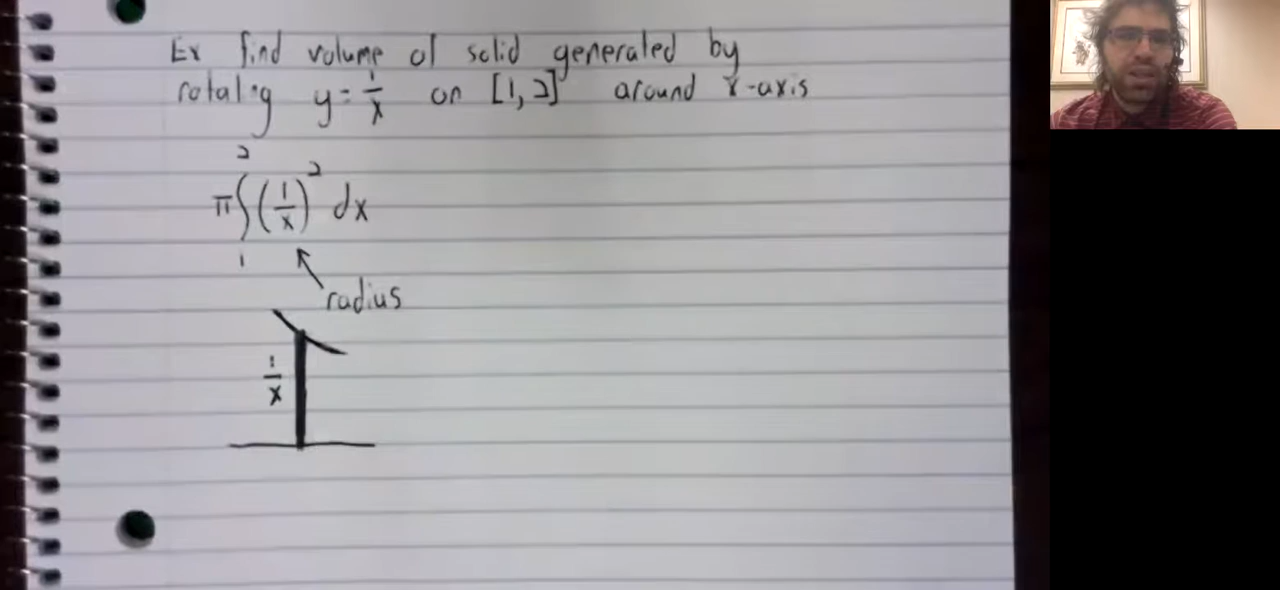 Ex find volume of solid generated by
rotatig y = 1/x on [1, 2] around x-axis
π∫₁² (1/x)² dx
radius
1/x